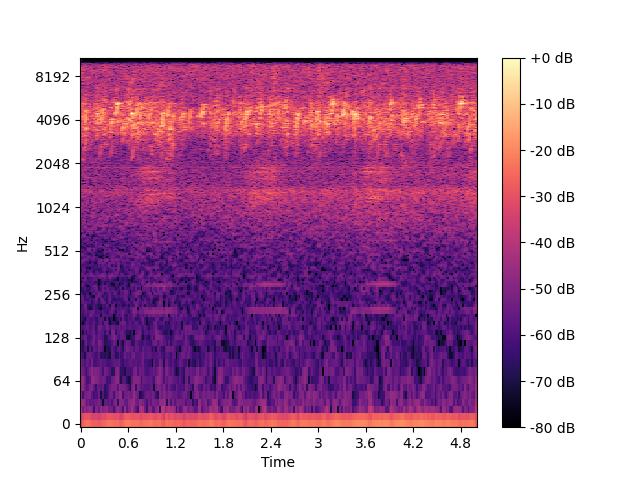 8192
4096
2048
1024
512
256
128
64
0
Hz
0 0.6 1.2 1.8 2.4 3 3.6 4.2 4.8
Time
+0 dB
-10 dB
-20 dB
-30 dB
-40 dB
-50 dB
-60 dB
-70 dB
-80 dB